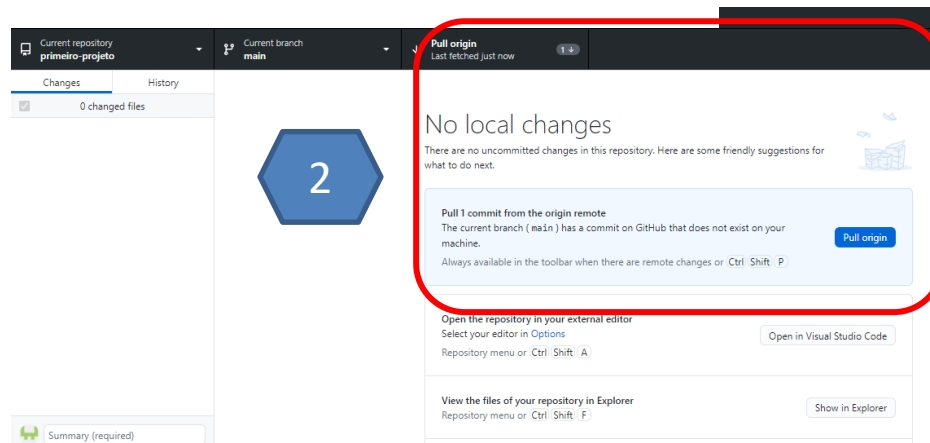 Current repository
primeiro-projeto
Current branch
main
Pull origin
Last fetched just now
1
Changes
History
0 changed files
2
No local changes
There are no uncommitted changes in this repository. Here are some friendly suggestions for
what to do next.
Pull 1 commit from the origin remote
The current branch ( main ) has a commit on GitHub that does not exist on your
machine.
Always available in the toolbar when there are remote changes or Ctrl Shift P
Pull origin
Open the repository in your external editor
Select your editor in Options
Repository menu or Ctrl Shift A
Open in Visual Studio Code
View the files of your repository in Explorer
Repository menu or Ctrl Shift F
Show in Explorer
Summary (required)